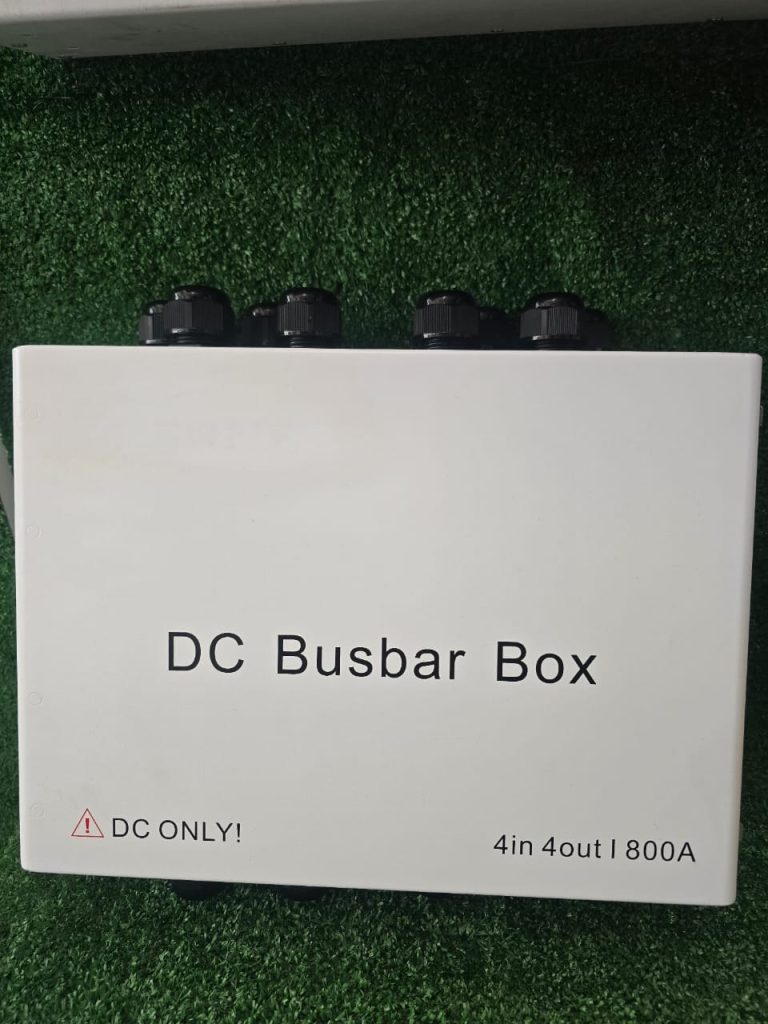 DC Busbar Box
DC ONLY!
4in 4out | 800A